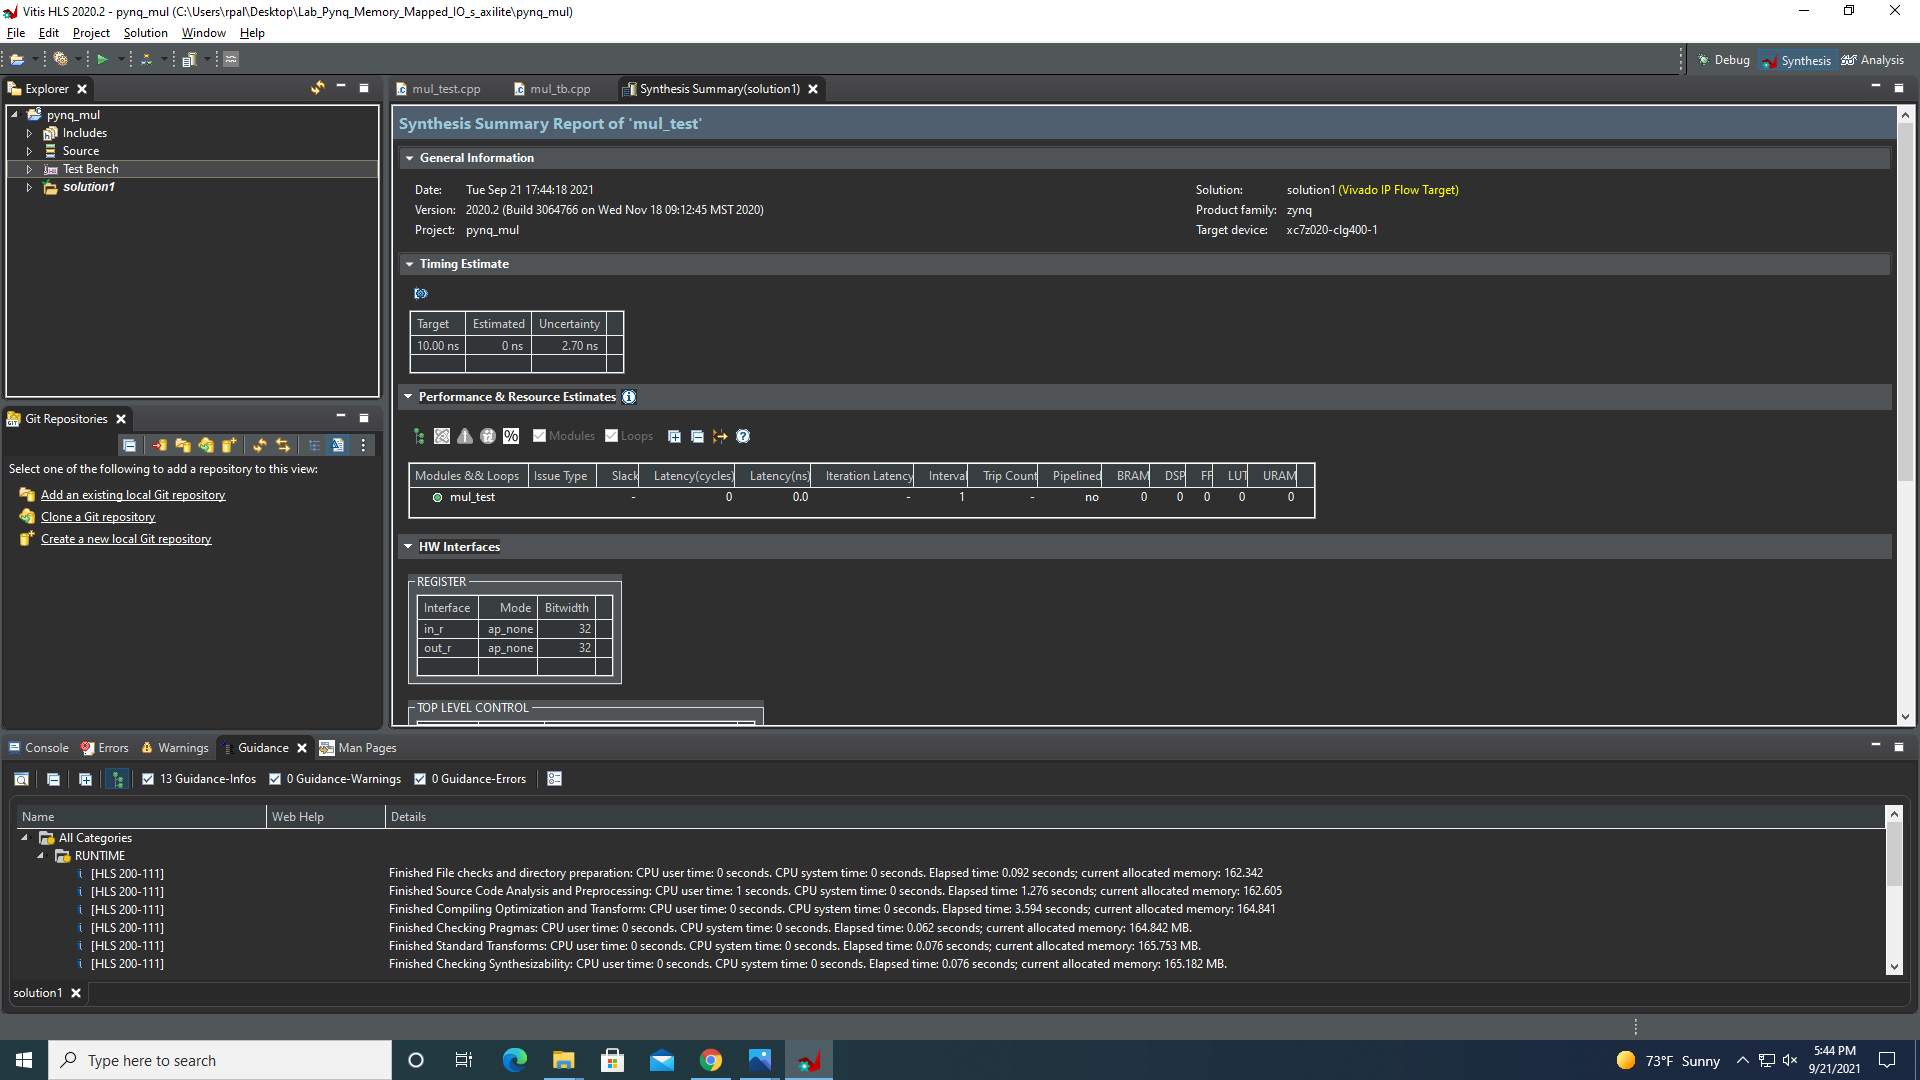 Vitis HLS 2020.2 - pynq_mul (C:\Users\rpal\Desktop\Lab_Pynq_Memory_Mapped_IO_s_axilite\pynq_mul)
File Edit Project Solution Window Help
Debug Synthesis Analysis
Explorer
pynq_mul
Includes
Source
Test Bench
solution1
Git Repositories
Select one of the following to add a repository to this view:
Add an existing local Git repository
Clone a Git repository
Create a new local Git repository
mul_test.cpp mul_tb.cpp Synthesis Summary(solution1)
Synthesis Summary Report of 'mul_test'
General Information
Date: Tue Sep 21 17:44:18 2021 Solution: solution1 (Vivado IP Flow Target)
Version: 2020.2 (Build 3064766 on Wed Nov 18 09:12:45 MST 2020) Product family: zynq
Project: pynq_mul Target device: xc7z020-clg400-1
Timing Estimate
Target Estimated Uncertainty
10.00 ns 0 ns 2.70 ns
Performance & Resource Estimates
% Modules Loops
Modules && Loops Issue Type Slack Latency(cycles) Latency(ns) Iteration Latency Interval Trip Count Pipelined BRAM DSP FF LUT URAM
mul_test - 0 0.0 - 1 - no 0 0 0 0 0
HW Interfaces
REGISTER
Interface Mode Bitwidth
in_r ap_none 32
out_r ap_none 32
TOP LEVEL CONTROL
Console Errors Warnings Guidance Man Pages
13 Guidance-Infos 0 Guidance-Warnings 0 Guidance-Errors
Name Web Help Details
All Categories
RUNTIME
[HLS 200-111] Finished File checks and directory preparation: CPU user time: 0 seconds. CPU system time: 0 seconds. Elapsed time: 0.092 seconds; current allocated memory: 162.342
[HLS 200-111] Finished Source Code Analysis and Preprocessing: CPU user time: 1 seconds. CPU system time: 0 seconds. Elapsed time: 1.276 seconds; current allocated memory: 162.605
[HLS 200-111] Finished Compiling Optimization and Transform: CPU user time: 0 seconds. CPU system time: 0 seconds. Elapsed time: 3.594 seconds; current allocated memory: 164.841
[HLS 200-111] Finished Checking Pragmas: CPU user time: 0 seconds. CPU system time: 0 seconds. Elapsed time: 0.062 seconds; current allocated memory: 164.842 MB.
[HLS 200-111] Finished Standard Transforms: CPU user time: 0 seconds. CPU system time: 0 seconds. Elapsed time: 0.076 seconds; current allocated memory: 165.753 MB.
[HLS 200-111] Finished Checking Synthesizability: CPU user time: 0 seconds. CPU system time: 0 seconds. Elapsed time: 0.076 seconds; current allocated memory: 165.182 MB.
solution1
Type here to search
73°F Sunny
5:44 PM
9/21/2021